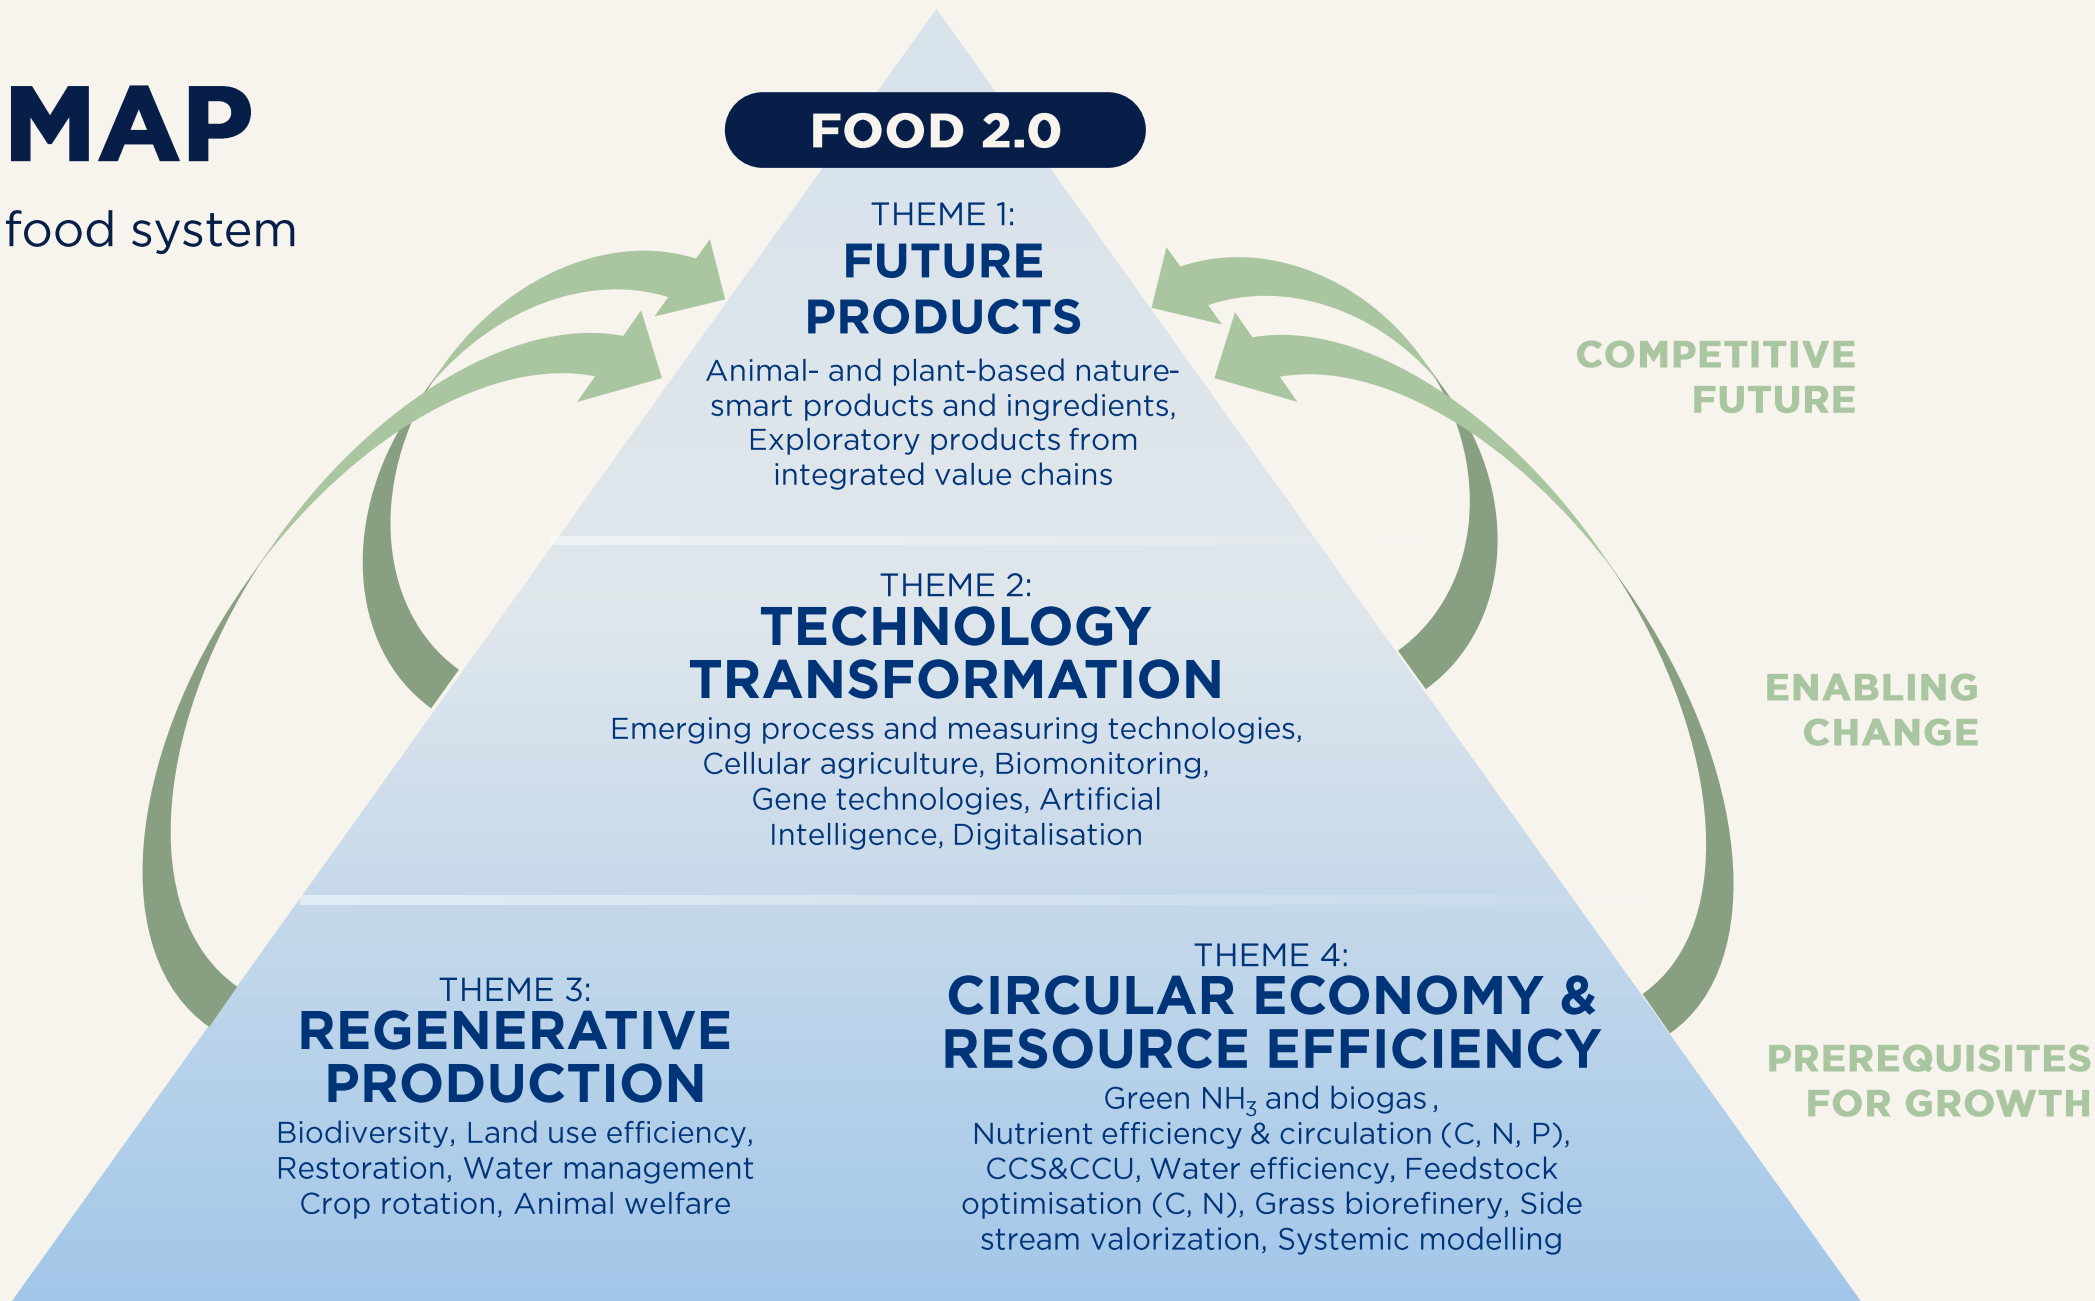 MAP
food system
FOOD 2.0
THEME 1:
FUTURE
PRODUCTS
Animal- and plant-based nature-
smart products and ingredients,
Exploratory products from
integrated value chains
COMPETITIVE
FUTURE
THEME 2:
TECHNOLOGY
TRANSFORMATION
Emerging process and measuring technologies,
Cellular agriculture, Biomonitoring,
Gene technologies, Artificial
Intelligence, Digitalisation
ENABLING
CHANGE
THEME 3:
REGENERATIVE
PRODUCTION
Biodiversity, Land use efficiency,
Restoration, Water management
Crop rotation, Animal welfare
THEME 4:
CIRCULAR ECONOMY &
RESOURCE EFFICIENCY
Green NH₃ and biogas ,
Nutrient efficiency & circulation (C, N, P),
CCS&CCU, Water efficiency, Feedstock
optimisation (C, N), Grass biorefinery, Side
stream valorization, Systemic modelling
PREREQUISITES
FOR GROWTH